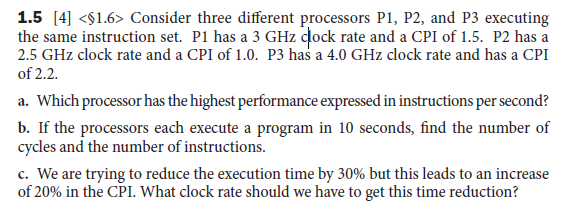 1.5 [4] <§1.6> Consider three different processors P1, P2, and P3 executing
the same instruction set. P1 has a 3 GHz clock rate and a CPI of 1.5. P2 has a
2.5 GHz clock rate and a CPI of 1.0. P3 has a 4.0 GHz clock rate and has a CPI
of 2.2.
a. Which processor has the highest performance expressed in instructions per second?
b. If the processors each execute a program in 10 seconds, find the number of
cycles and the number of instructions.
c. We are trying to reduce the execution time by 30% but this leads to an increase
of 20% in the CPI. What clock rate should we have to get this time reduction?